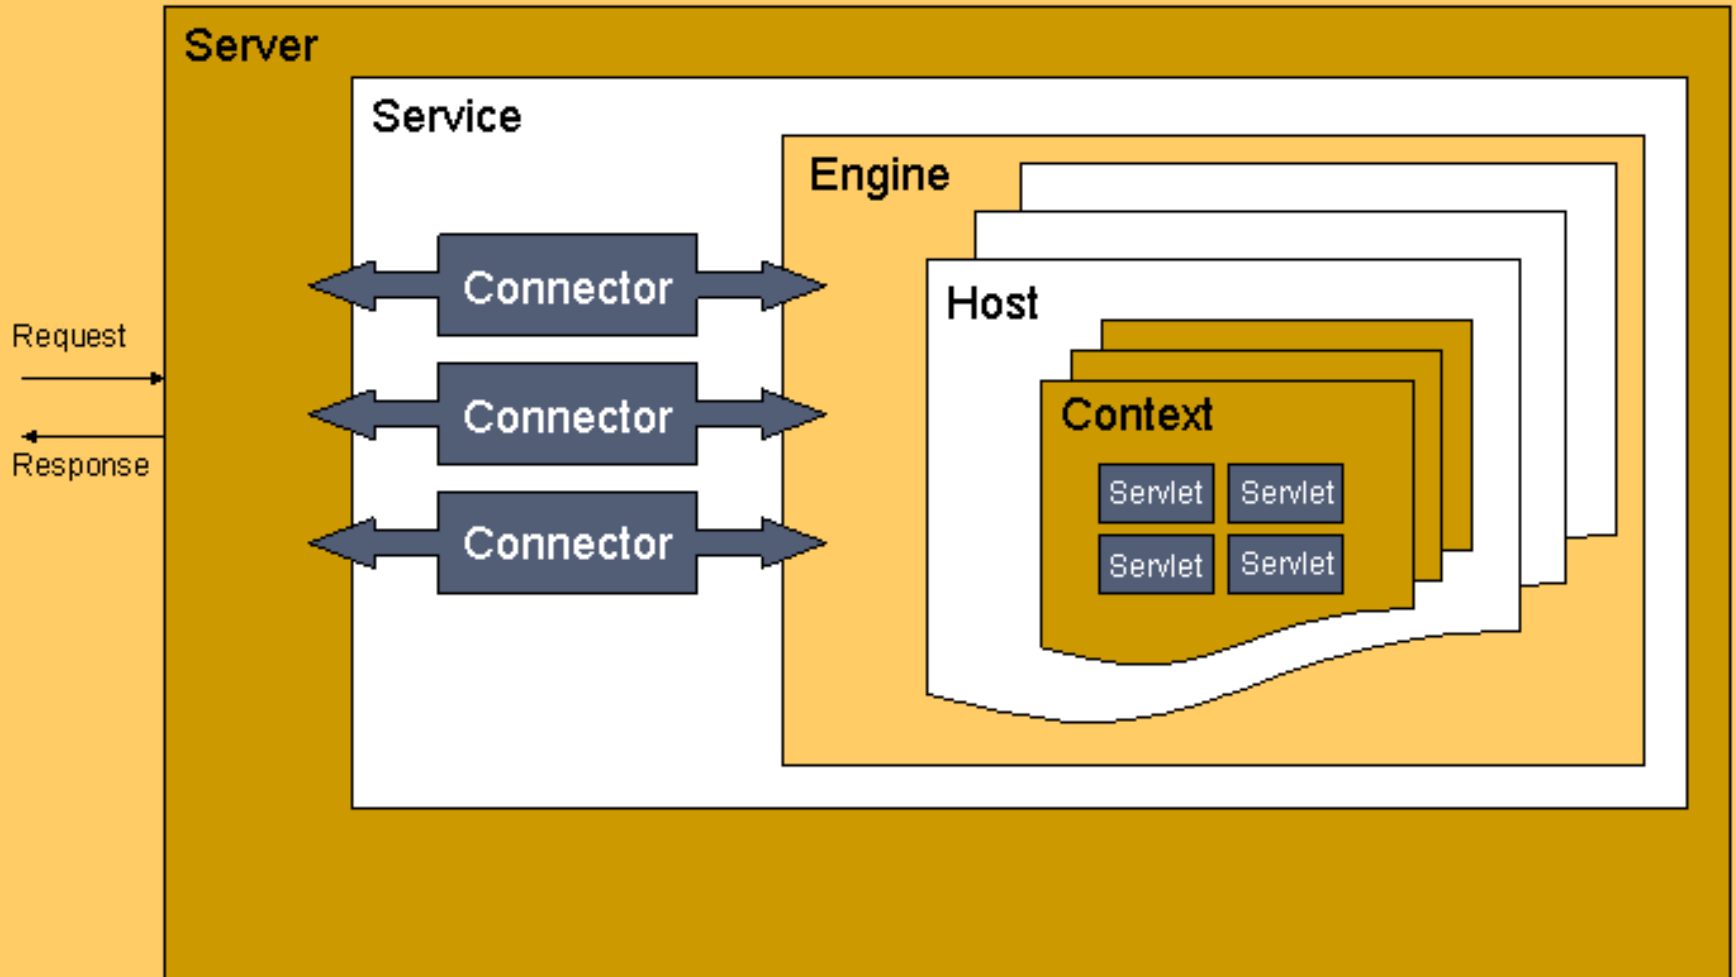 Server
Service
Engine
Connector
Host
Request
Connector
Context
Response
Servlet Servlet
Connector
Servlet Servlet